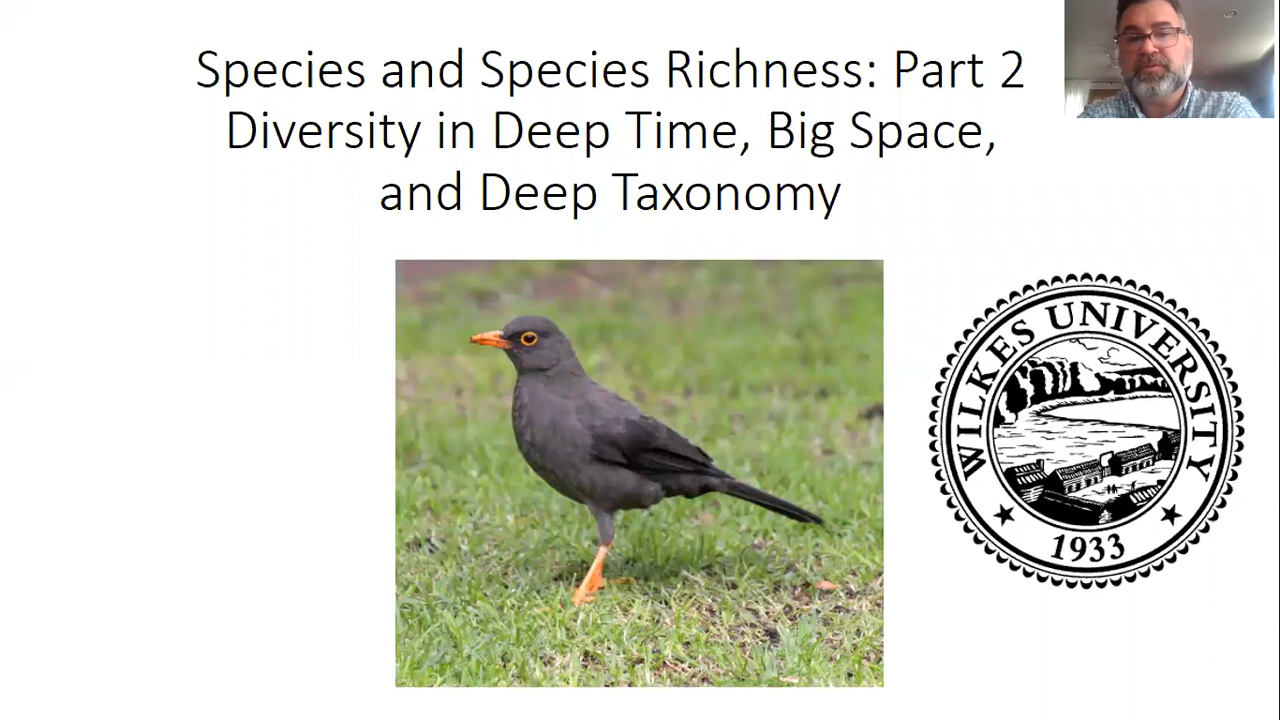 Species and Species Richness: Part 2
Diversity in Deep Time, Big Space,
and Deep Taxonomy
WILKES UNIVERSITY
1933